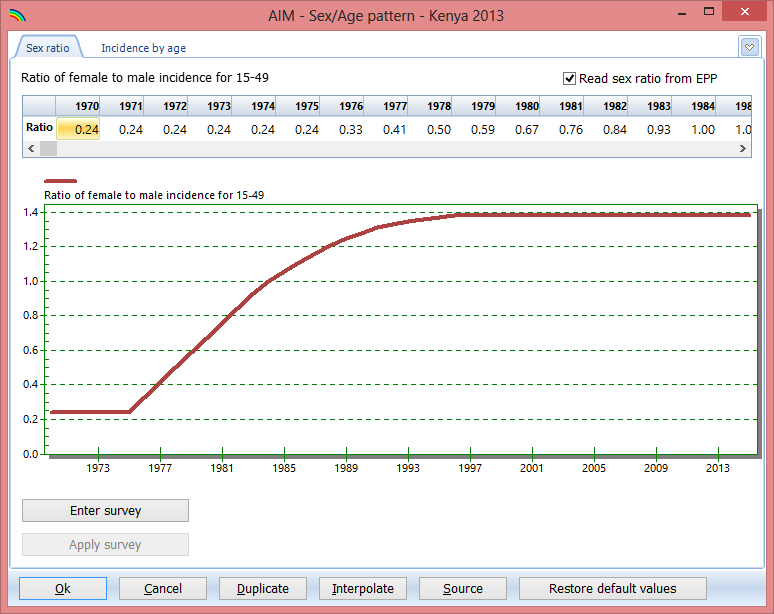 AIM - Sex/Age pattern - Kenya 2013
Sex ratio Incidence by age
Ratio of female to male incidence for 15-49 Read sex ratio from EPP
1970 1971 1972 1973 1974 1975 1976 1977 1978 1979 1980 1981 1982 1983 1984 198
Ratio 0.24 0.24 0.24 0.24 0.24 0.24 0.33 0.41 0.50 0.59 0.67 0.76 0.84 0.93 1.00 1.0
Ratio of female to male incidence for 15-49
1.4
1.2
1.0
0.8
0.6
0.4
0.2
0.0
1973 1977 1981 1985 1989 1993 1997 2001 2005 2009 2013
Enter survey
Apply survey
Ok Cancel Duplicate Interpolate Source Restore default values